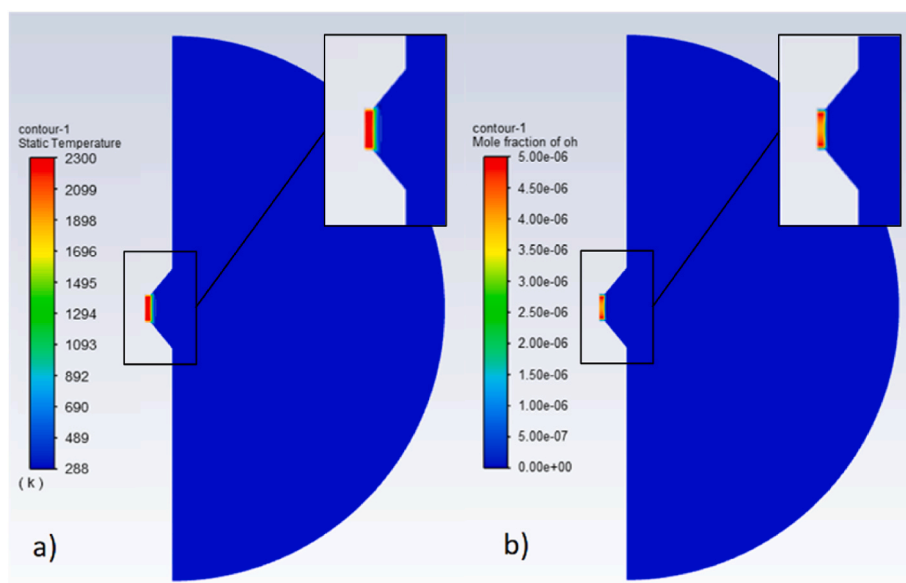 contour-1
Static Temperature
2300
2099
1898
1696
1495
1294
1093
892
690
489
288
( k )
a)
contour-1
Mole fraction of oh
5.00e-06
4.50e-06
4.00e-06
3.50e-06
3.00e-06
2.50e-06
2.00e-06
1.50e-06
1.00e-06
5.00e-07
0.00e+00
b)